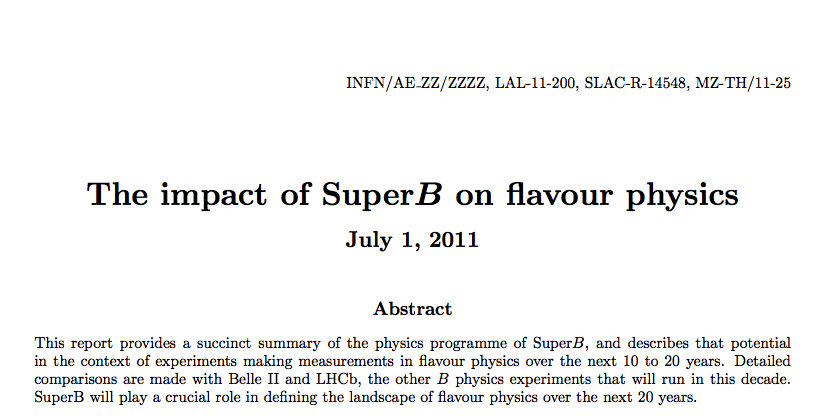 INFN/AE_ZZ/ZZZZ, LAL-11-200, SLAC-R-14548, MZ-TH/11-25
The impact of SuperB on flavour physics
July 1, 2011
Abstract
This report provides a succinct summary of the physics programme of SuperB, and describes that potential
in the context of experiments making measurements in flavour physics over the next 10 to 20 years. Detailed
comparisons are made with Belle II and LHCb, the other B physics experiments that will run in this decade.
SuperB will play a crucial role in defining the landscape of flavour physics over the next 20 years.